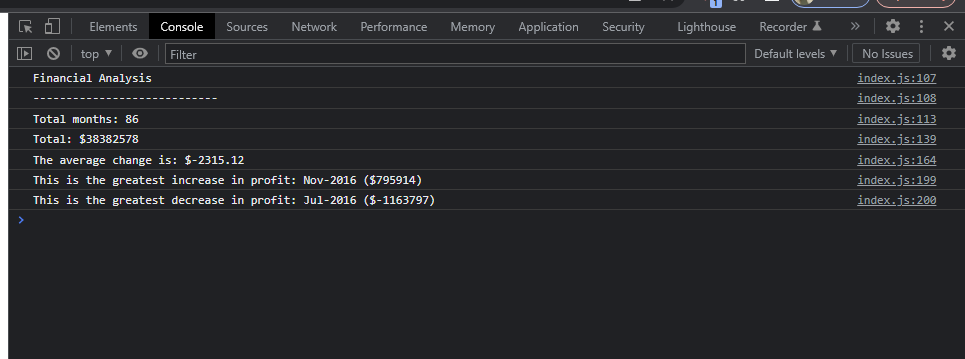 Elements Console Sources Network Performance Memory Application Security Lighthouse Recorder »
top ▼ Filter Default levels ▼ No Issues
Financial Analysis index.js:107
---------------------------- index.js:108
Total months: 86 index.js:113
Total: $38382578 index.js:139
The average change is: $-2315.12 index.js:164
This is the greatest increase in profit: Nov-2016 ($795914) index.js:199
This is the greatest decrease in profit: Jul-2016 ($-1163797) index.js:200
>